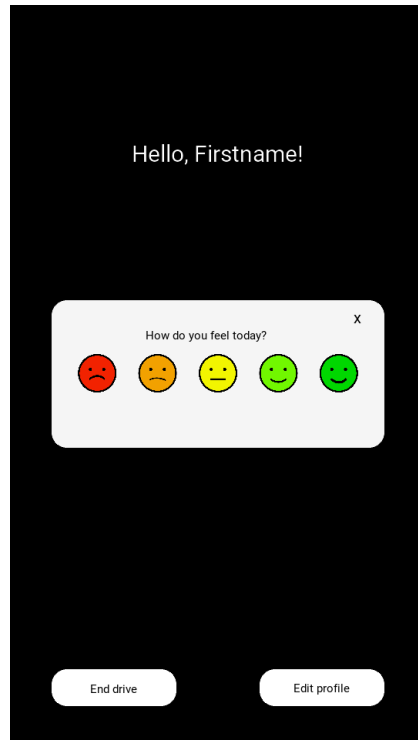 Hello, Firstname!
X
How do you feel today?
End drive
Edit profile